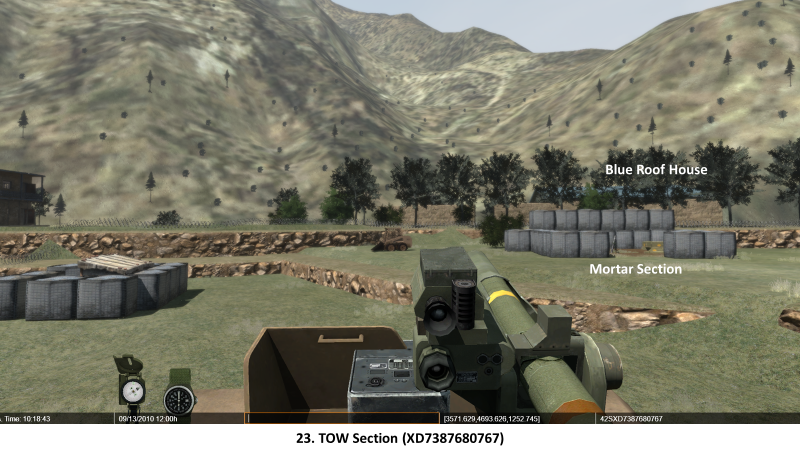 Blue Roof House
Mortar Section
. Time: 10:18:43 09/13/2010 12:00h [3571.629,4693.626,1252.745] 42SXD7387680767
23. TOW Section (XD7387680767)